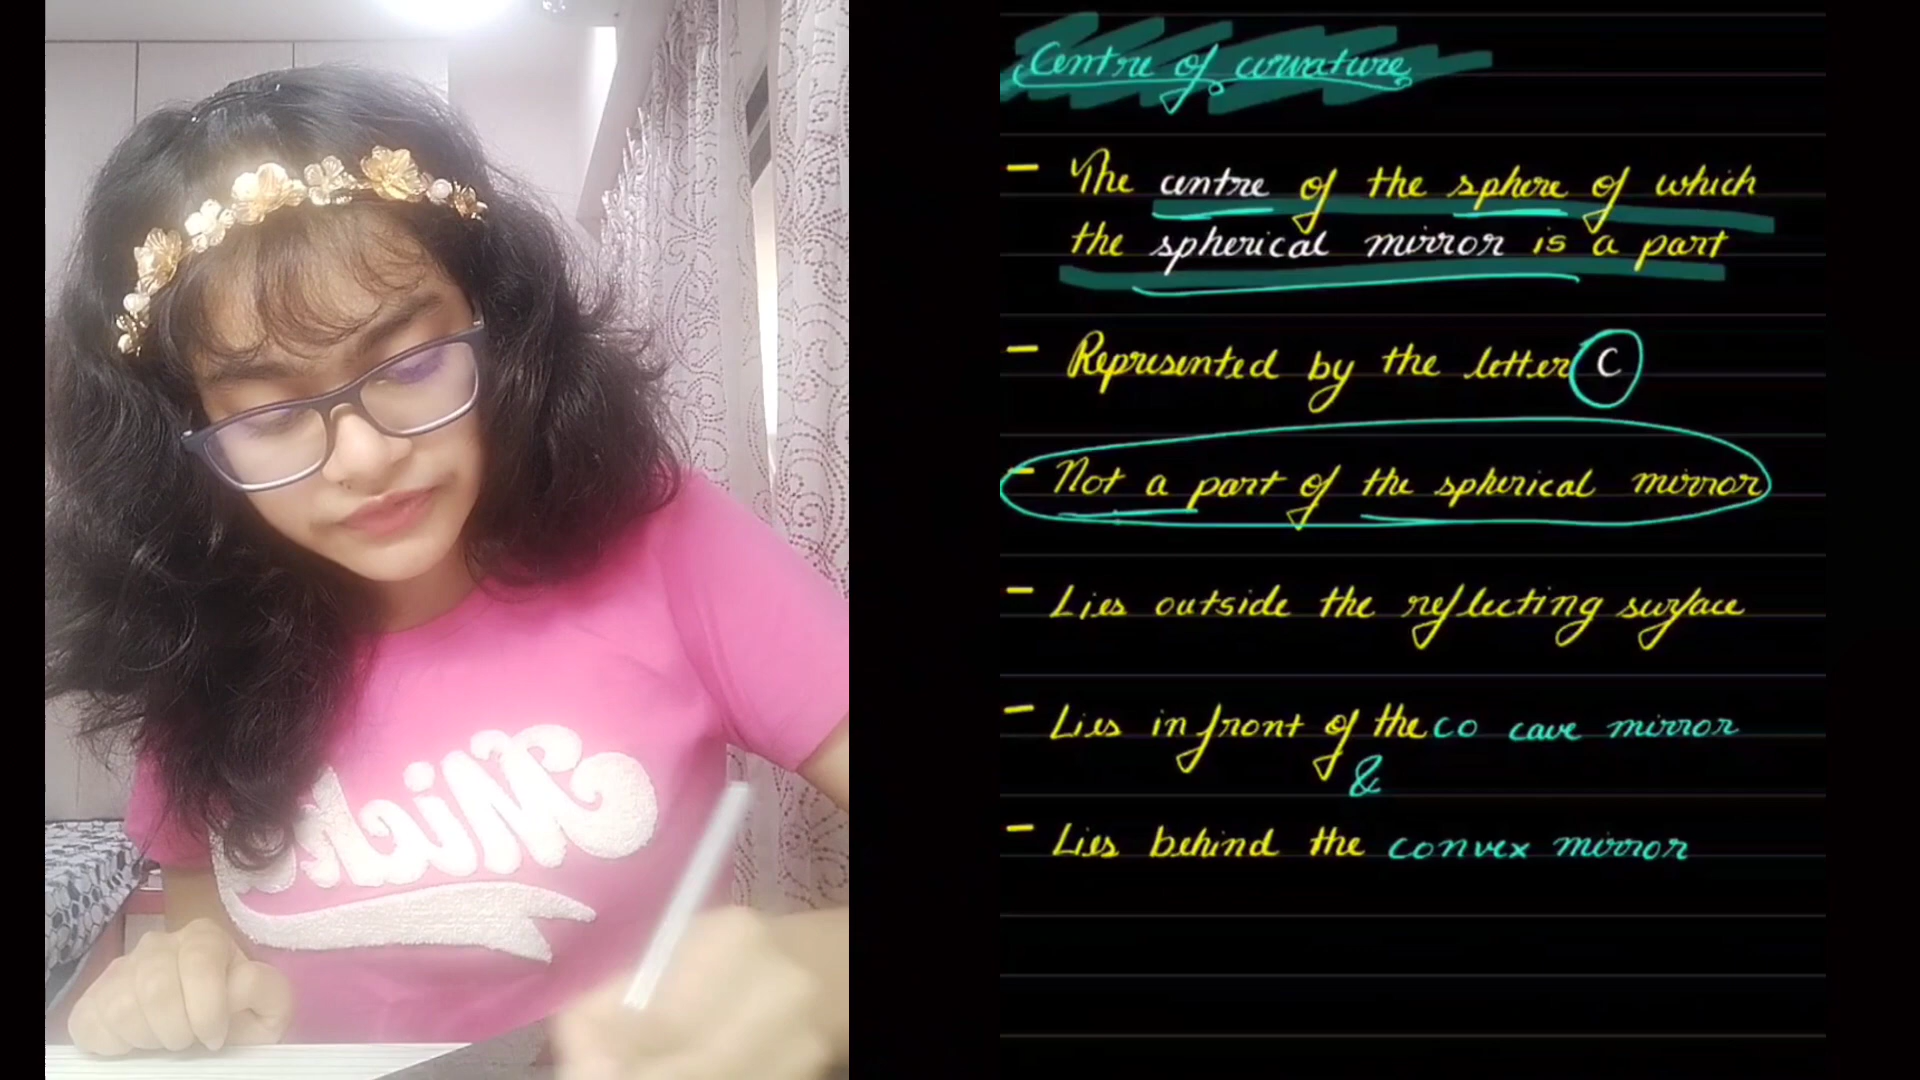 Centre of curvature
- The centre of the sphere of which
the spherical mirror is a part
- Represented by the letter C
- Not a part of the spherical mirror
- Lies outside the reflecting surface
- Lies in front of the co cave mirror
&
- Lies behind the convex mirror